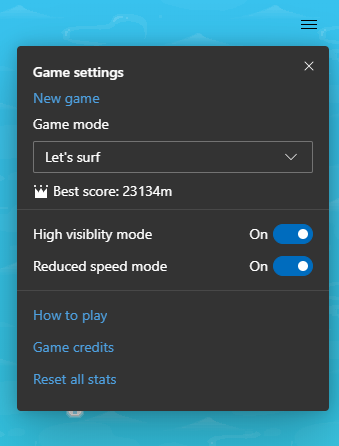 Game settings
New game
Game mode
Let's surf
Best score: 23134m
High visiblity mode On
Reduced speed mode On
How to play
Game credits
Reset all stats